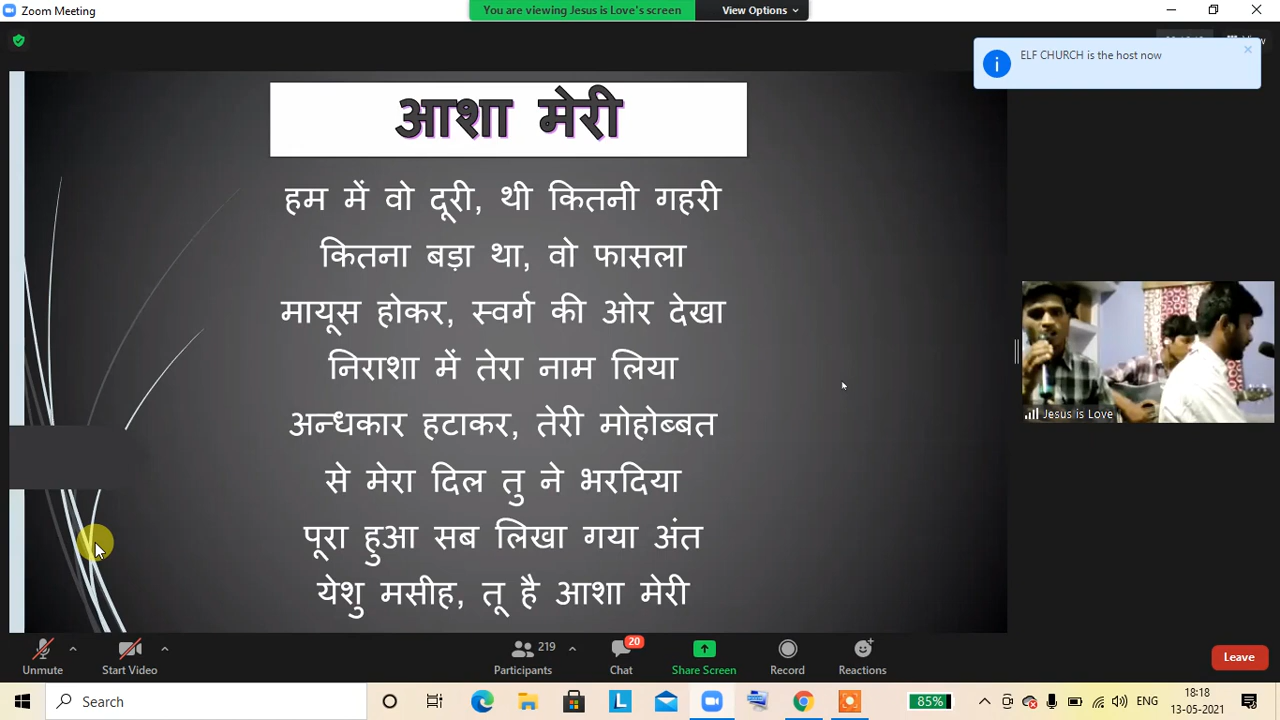 Zoom Meeting
You are viewing Jesus is Love's screen
View Options
ELF CHURCH is the host now
आशा मेरी
हम में वो दूरी, थी कितनी गहरी
कितना बड़ा था, वो फासला
मायूस होकर, स्वर्ग की ओर देखा
निराशा में तेरा नाम लिया
अन्धकार हटाकर, तेरी मोहोब्बत
से मेरा दिल तु ने भरदिया
पूरा हुआ सब लिखा गया अंत
येशु मसीह, तू है आशा मेरी
Jesus is Love
Unmute
Start Video
219
Participants
20
Chat
Share Screen
Record
Reactions
Leave
Search
85%
ENG
18:18
13-05-2021